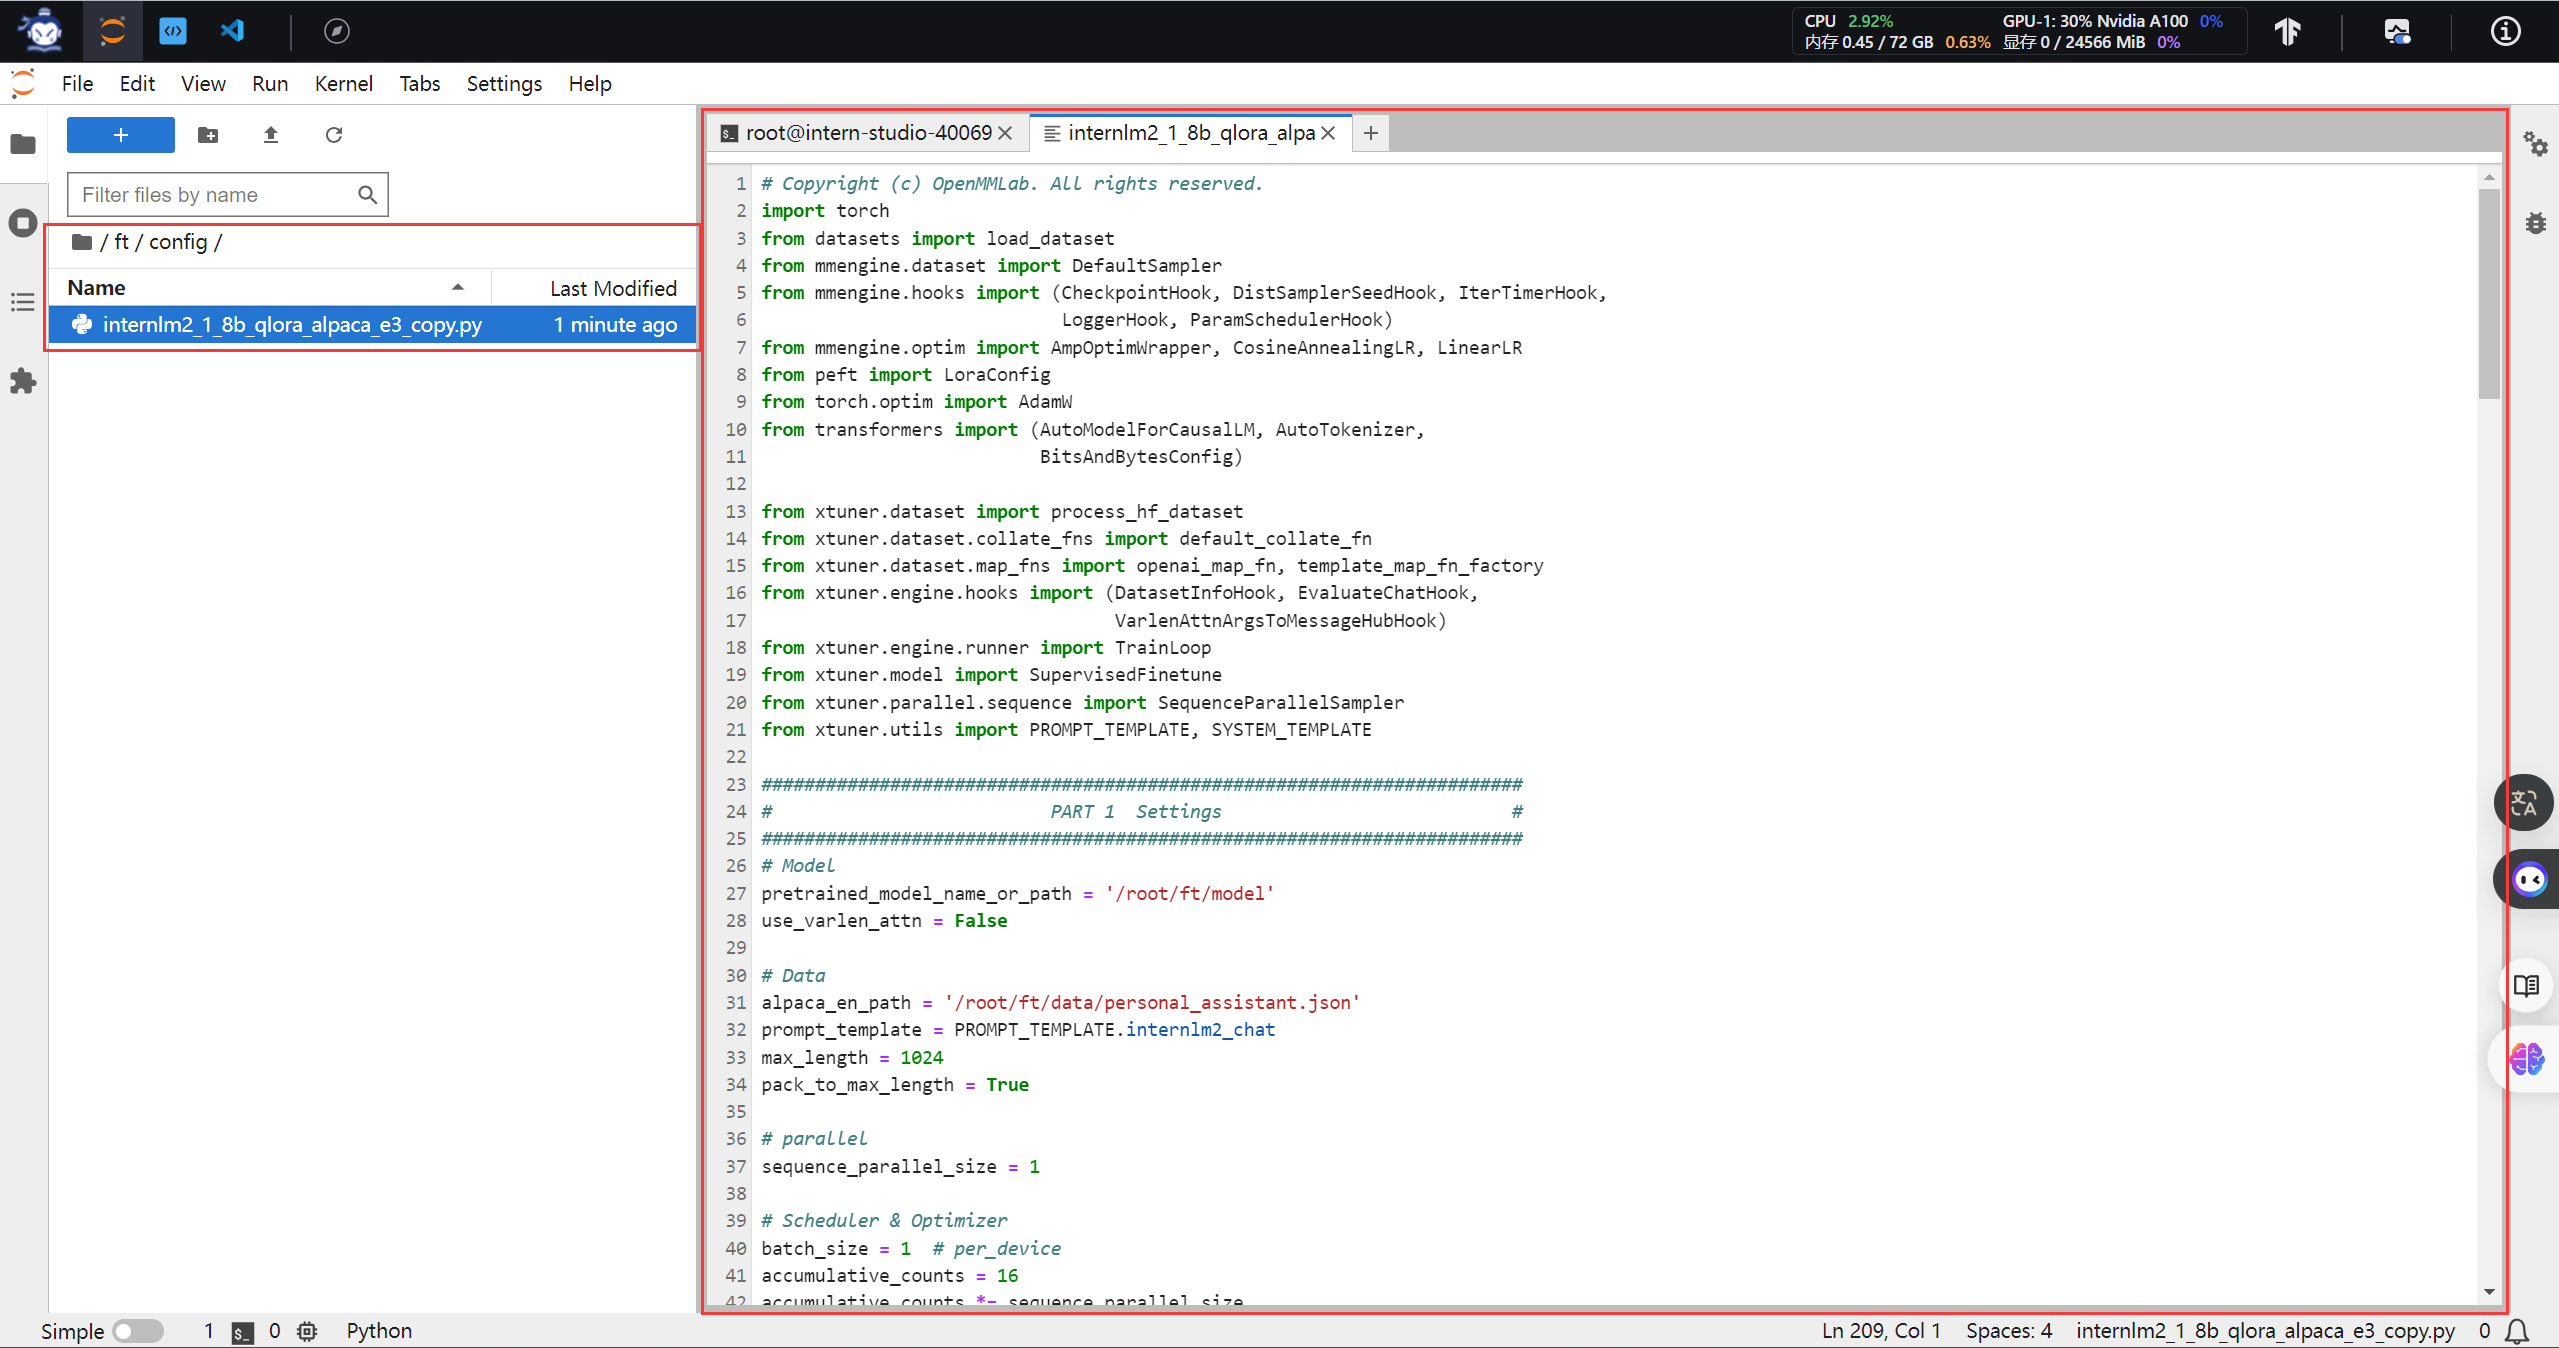 CPU 2.92% GPU-1: 30% Nvidia A100 0%
内存 0.45 / 72 GB 0.63% 显存 0 / 24566 MiB 0%
File Edit View Run Kernel Tabs Settings Help
+
Filter files by name
/ ft / config /
Name Last Modified
internlm2_1_8b_qlora_alpaca_e3_copy.py 1 minute ago
root@intern-studio-40069 internlm2_1_8b_qlora_alpa +
1 # Copyright (c) OpenMMLab. All rights reserved.
2 import torch
3 from datasets import load_dataset
4 from mmengine.dataset import DefaultSampler
5 from mmengine.hooks import (CheckpointHook, DistSamplerSeedHook, IterTimerHook,
6 LoggerHook, ParamSchedulerHook)
7 from mmengine.optim import AmpOptimWrapper, CosineAnnealingLR, LinearLR
8 from peft import LoraConfig
9 from torch.optim import AdamW
10 from transformers import (AutoModelForCausalLM, AutoTokenizer,
11 BitsAndBytesConfig)
12
13 from xtuner.dataset import process_hf_dataset
14 from xtuner.dataset.collate_fns import default_collate_fn
15 from xtuner.dataset.map_fns import openai_map_fn, template_map_fn_factory
16 from xtuner.engine.hooks import (DatasetInfoHook, EvaluateChatHook,
17 VarlenAttnArgsToMessageHubHook)
18 from xtuner.engine.runner import TrainLoop
19 from xtuner.model import SupervisedFinetune
20 from xtuner.parallel.sequence import SequenceParallelSampler
21 from xtuner.utils import PROMPT_TEMPLATE, SYSTEM_TEMPLATE
22
23 #######################################################################
24 # PART 1 Settings #
25 #######################################################################
26 # Model
27 pretrained_model_name_or_path = '/root/ft/model'
28 use_varlen_attn = False
29
30 # Data
31 alpaca_en_path = '/root/ft/data/personal_assistant.json'
32 prompt_template = PROMPT_TEMPLATE.internlm2_chat
33 max_length = 1024
34 pack_to_max_length = True
35
36 # parallel
37 sequence_parallel_size = 1
38
39 # Scheduler & Optimizer
40 batch_size = 1 # per_device
41 accumulative_counts = 16
42 accumulative_counts *= sequence_parallel_size
Simple 1 0 Python Ln 209, Col 1 Spaces: 4 internlm2_1_8b_qlora_alpaca_e3_copy.py 0